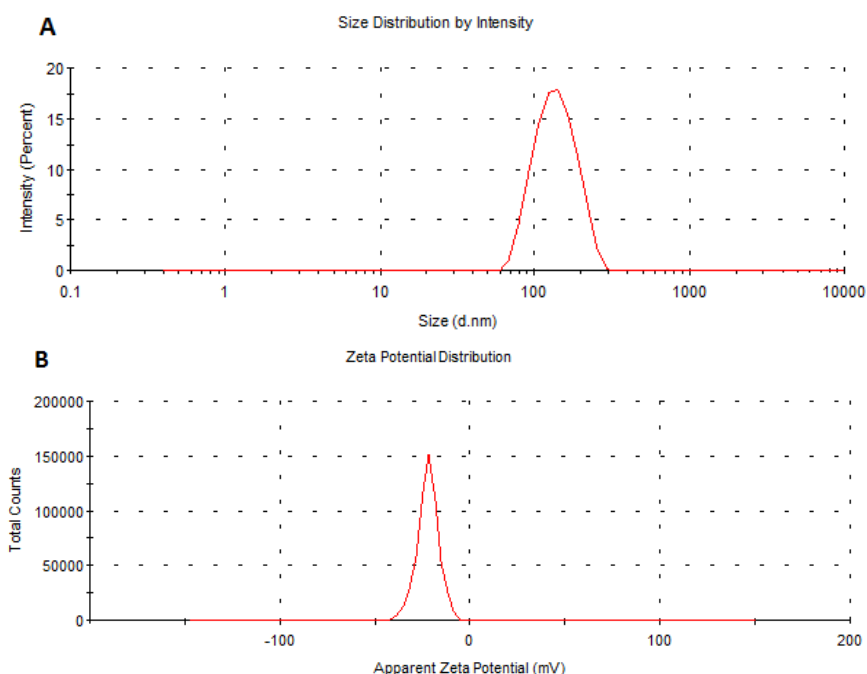 A
Size Distribution by Intensity
Intensity (Percent)
20
15
10
5
0
0.1 1 10 100 1000 10000
Size (d.nm)
B
Zeta Potential Distribution
Total Counts
200000
150000
100000
50000
0
-100 0 100 200
Apparent Zeta Potential (mV)